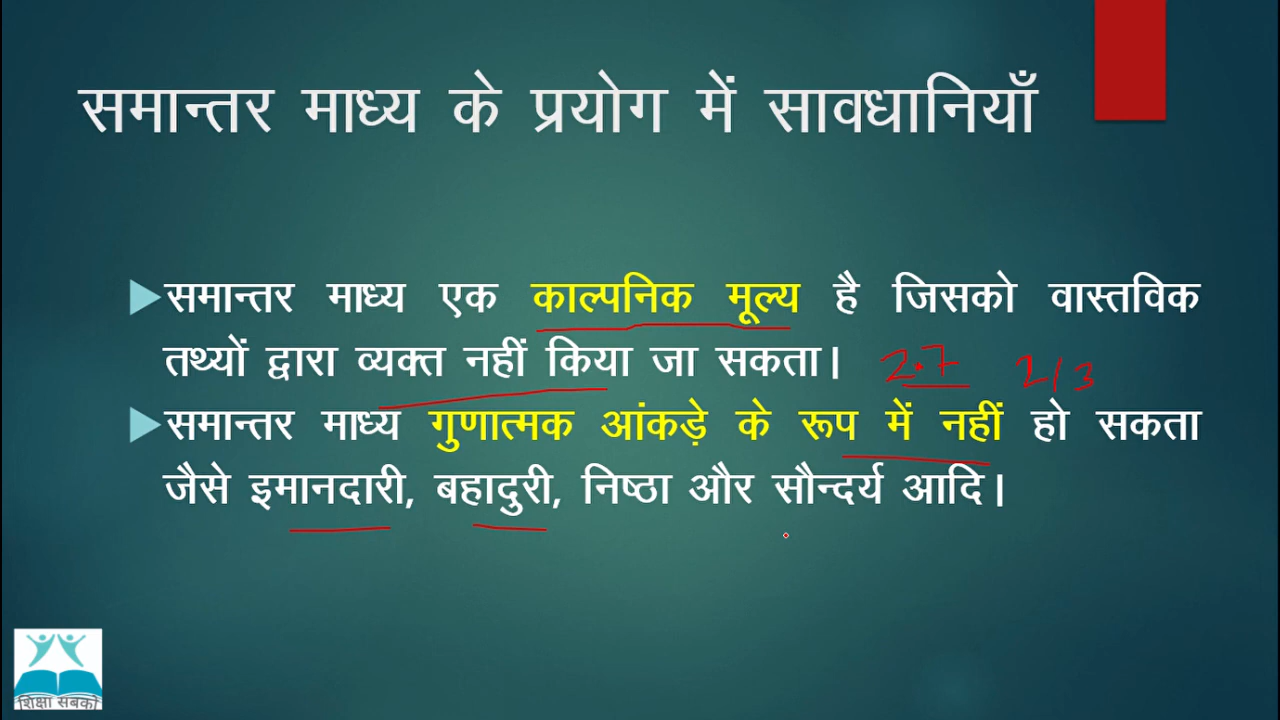 समान्तर माध्य के प्रयोग में सावधानियाँ
समान्तर माध्य एक काल्पनिक मूल्य है जिसको वास्तविक
तथ्यों द्वारा व्यक्त नहीं किया जा सकता। 2.7 2/3
समान्तर माध्य गुणात्मक आंकड़े के रूप में नहीं हो सकता
जैसे इमानदारी, बहादुरी, निष्ठा और सौन्दर्य आदि।
शिक्षा सबको